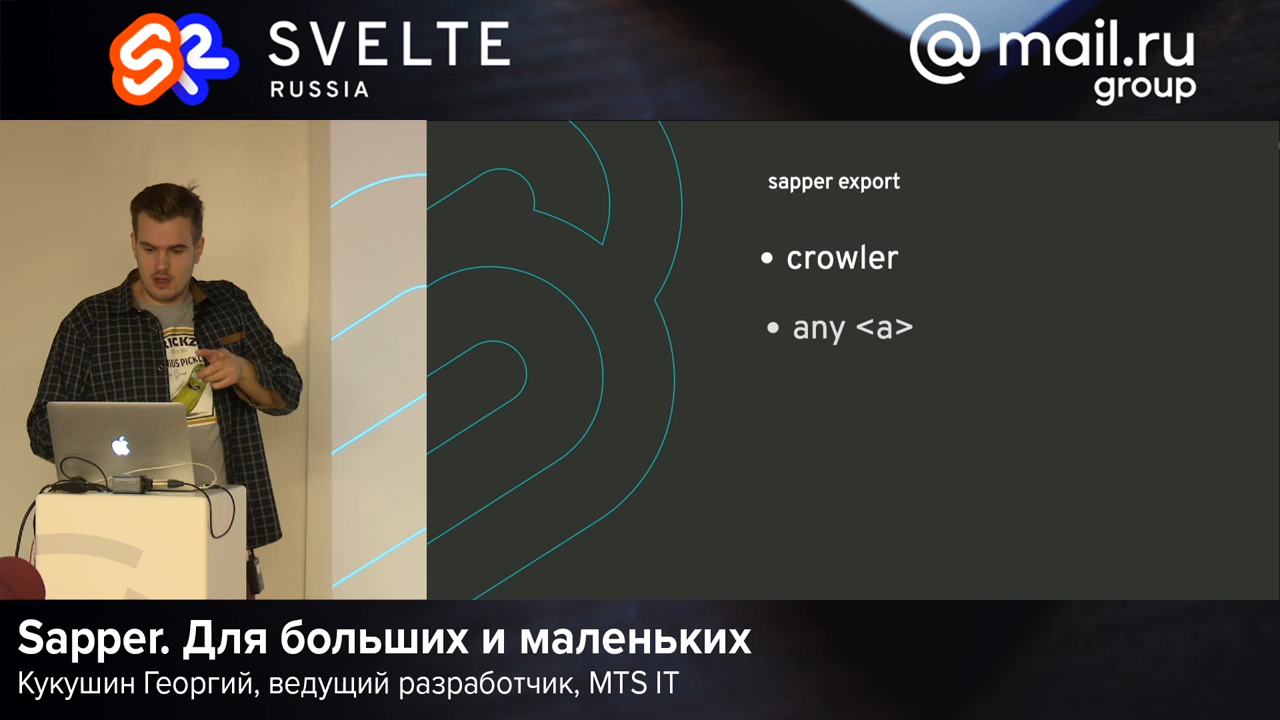 SVELTE
RUSSIA
@mail.ru
group
sapper export
• crowler
• any <a>
Sapper. Для больших и маленьких
Кукушин Георгий, ведущий разработчик, MTS IT